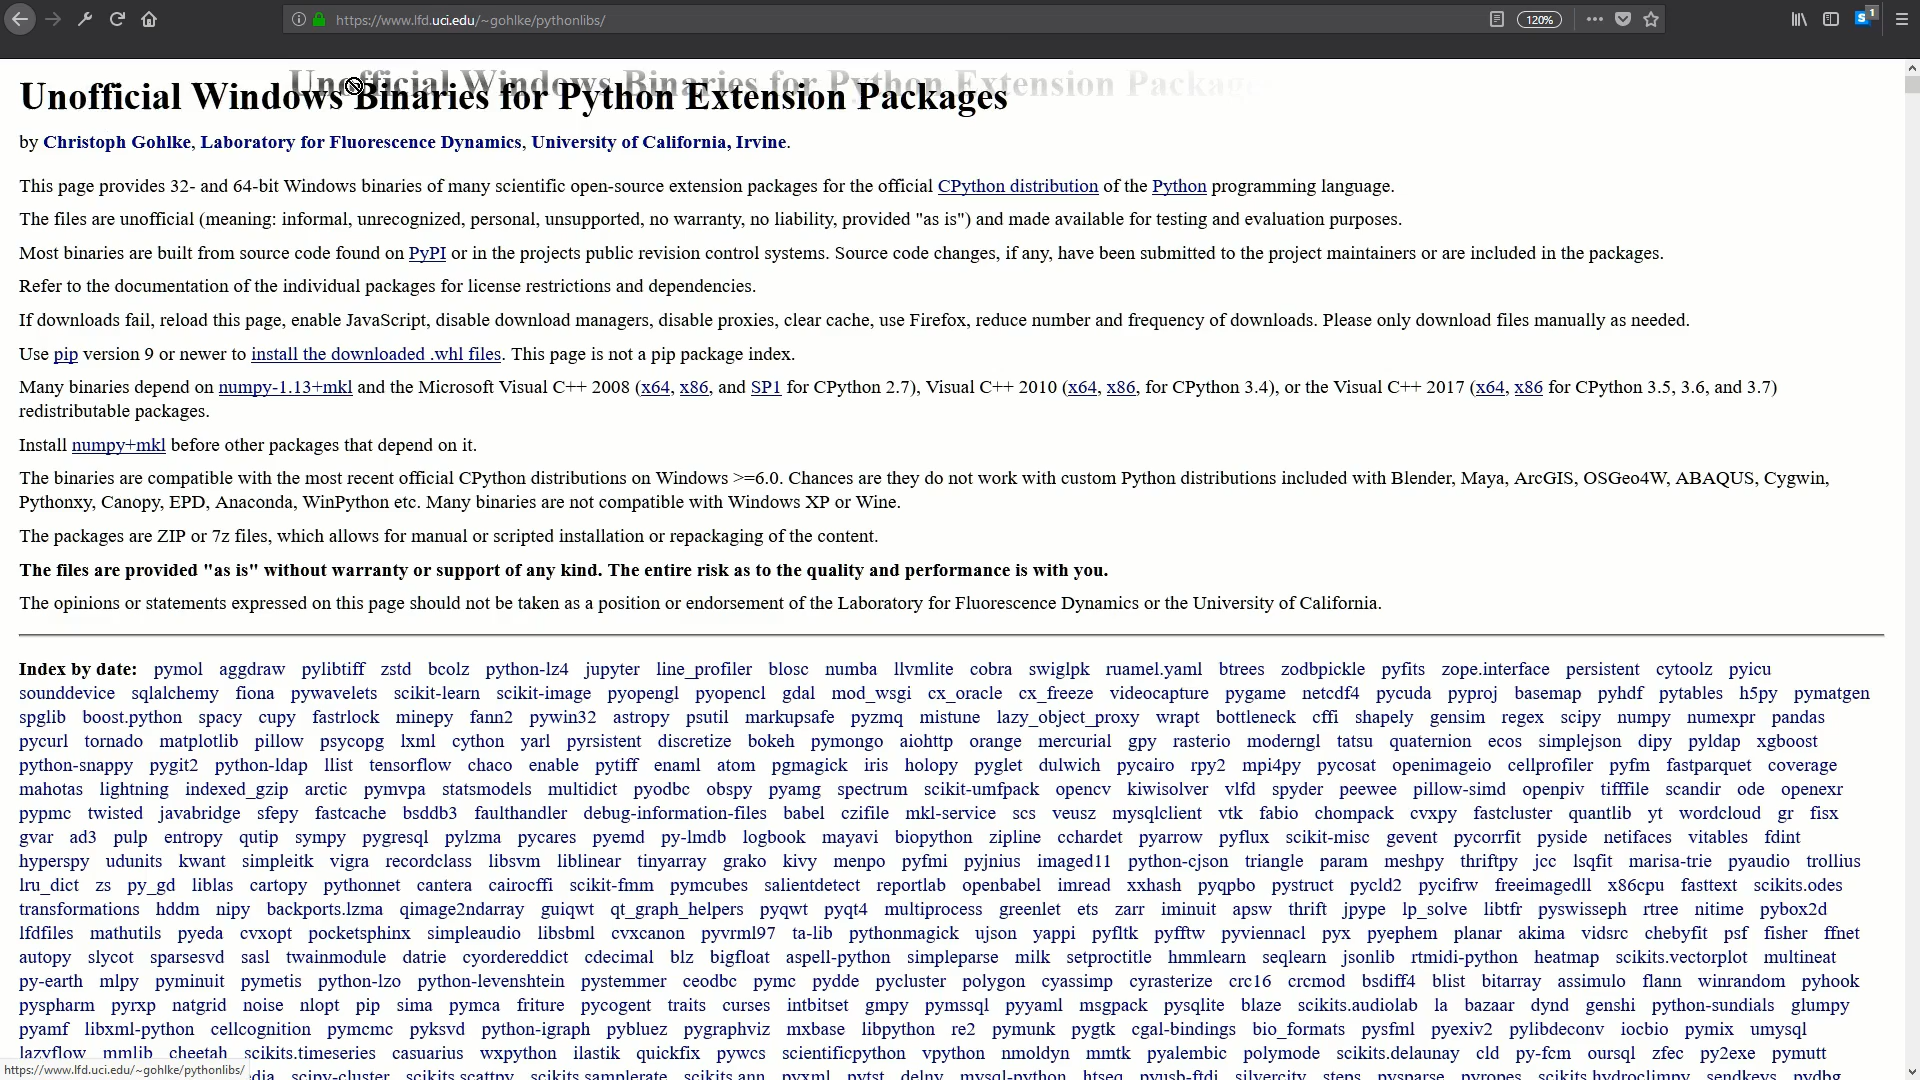 https://www.lfd.uci.edu/~gohlke/pythonlibs/
120%
S 1
Unofficial Windows Binaries for Python Extension Packages
Unofficial Windows Binaries for Python Extension Packages
by Christoph Gohlke, Laboratory for Fluorescence Dynamics, University of California, Irvine.
This page provides 32- and 64-bit Windows binaries of many scientific open-source extension packages for the official CPython distribution of the Python programming language.
The files are unofficial (meaning: informal, unrecognized, personal, unsupported, no warranty, no liability, provided "as is") and made available for testing and evaluation purposes.
Most binaries are built from source code found on PyPI or in the projects public revision control systems. Source code changes, if any, have been submitted to the project maintainers or are included in the packages.
Refer to the documentation of the individual packages for license restrictions and dependencies.
If downloads fail, reload this page, enable JavaScript, disable download managers, disable proxies, clear cache, use Firefox, reduce number and frequency of downloads. Please only download files manually as needed.
Use pip version 9 or newer to install the downloaded .whl files. This page is not a pip package index.
Many binaries depend on numpy-1.13+mkl and the Microsoft Visual C++ 2008 (x64, x86, and SP1 for CPython 2.7), Visual C++ 2010 (x64, x86, for CPython 3.4), or the Visual C++ 2017 (x64, x86 for CPython 3.5, 3.6, and 3.7)
redistributable packages.
Install numpy+mkl before other packages that depend on it.
The binaries are compatible with the most recent official CPython distributions on Windows >=6.0. Chances are they do not work with custom Python distributions included with Blender, Maya, ArcGIS, OSGeo4W, ABAQUS, Cygwin,
Pythonxy, Canopy, EPD, Anaconda, WinPython etc. Many binaries are not compatible with Windows XP or Wine.
The packages are ZIP or 7z files, which allows for manual or scripted installation or repackaging of the content.
The files are provided "as is" without warranty or support of any kind. The entire risk as to the quality and performance is with you.
The opinions or statements expressed on this page should not be taken as a position or endorsement of the Laboratory for Fluorescence Dynamics or the University of California.
Index by date: pymol aggdraw pylibtiff zstd bcolz python-lz4 jupyter line_profiler blosc numba llvmlite cobra swiglpk ruamel.yaml btrees zodbpickle pyfits zope.interface persistent cytoolz pyicu
sounddevice sqlalchemy fiona pywavelets scikit-learn scikit-image pyopengl pyopencl gdal mod_wsgi cx_oracle cx_freeze videocapture pygame netcdf4 pycuda pyproj basemap pyhdf pytables h5py pymatgen
spglib boost.python spacy cupy fastrlock minepy fann2 pywin32 astropy psutil markupsafe pyzmq mistune lazy_object_proxy wrapt bottleneck cffi shapely gensim regex scipy numpy numexpr pandas
pycurl tornado matplotlib pillow psycopg lxml cython yarl pyrsistent discretize bokeh pymongo aiohttp orange mercurial gpy rasterio moderngl tatsu quaternion ecos simplejson dipy pyldap xgboost
python-snappy pygit2 python-ldap llist tensorflow chaco enable pytiff enaml atom pgmagick iris holopy pyglet dulwich pycairo rpy2 mpi4py pycosat openimageio cellprofiler pyfm fastparquet coverage
mahotas lightning indexed_gzip arctic pymvpa statsmodels multidict pyodbc obspy pyamg spectrum scikit-umfpack opencv kiwisolver vlfd spyder peewee pillow-simd openpiv tifffile scandir ode openexr
pypmc twisted javabridge sfepy fastcache bsddb3 faulthandler debug-information-files babel czifile mkl-service scs veusz mysqlclient vtk fabio chompack cvxpy fastcluster quantlib yt wordcloud gr fisx
gvar ad3 pulp entropy qutip sympy pygresql pylzma pycares pyemd py-lmdb logbook mayavi biopython zipline cchardet pyarrow pyflux scikit-misc gevent pycorrfit pyside netifaces vitables fdint
hyperspy udunits kwant simpleitk vigra recordclass libsvm liblinear tinyarray grako kivy menpo pyfmi pyjnius imaged11 python-cjson triangle param meshpy thriftpy jcc lsqfit marisa-trie pyaudio trollius
lru_dict zs py_gd liblas cartopy pythonnet cantera cairocffi scikit-fmm pymcubes salientdetect reportlab openbabel imread xxhash pyqpbo pystruct pycld2 pycifrw freeimagedll x86cpu fasttext scikits.odes
transformations hddm nipy backports.lzma qimage2ndarray guiqwt qt_graph_helpers pyqwt pyqt4 multiprocess greenlet ets zarr iminuit apsw thrift jpype lp_solve libtfr pyswisseph rtree nitime pybox2d
lfdfiles mathutils pyeda cvxopt pocketsphinx simpleaudio libsbml cvxcanon pyvrml97 ta-lib pythonmagick ujson yappi pyfltk pyfftw pyviennacl pyx pyephem planar akima vidsrc chebyfit psf fisher ffnet
autopy slycot sparsesvd sasl twainmodule datrie cyordereddict cdecimal blz bigfloat aspell-python simpleparse milk setproctitle hmmlearn seqlearn jsonlib rtmidi-python heatmap scikits.vectorplot multineat
py-earth mlpy pyminuit pymetis python-lzo python-levenshtein pystemmer ceodbc pymc pydde pycluster polygon cyassimp cyrasterize crc16 crcmod bsdiff4 blist bitarray assimulo flann winrandom pyhook
pyspharm pyrxp natgrid noise nlopt pip sima pymca friture pycogent traits curses intbitset gmpy pymssql pyyaml msgpack pysqlite blaze scikits.audiolab la bazaar dynd genshi python-sundials glumpy
pyamf libxml-python cellcognition pymcmc pyksvd python-igraph pybluez pygraphviz mxbase libpython re2 pymunk pygtk cgal-bindings bio_formats pysfml pyexiv2 pylibdeconv iocbio pymix umysql
lazyflow mmlib cheetah scikits.timeseries casuarius wxpython ilastik quickfix pywcs scientificpython vpython nmoldyn mmtk pyalembic polymode scikits.delaunay cld py-fcm oursql zfec py2exe pymutt
https://www.lfd.uci.edu/~gohlke/pythonlibs/
scipy-cluster scikits.scattpy scikits.samplerate scikits.ann pyxml pytst delny mysql-python htseq pyusb-ftdi silvercity steps pysparse pyropes scikits.hydroclimpy sendkeys pydbg